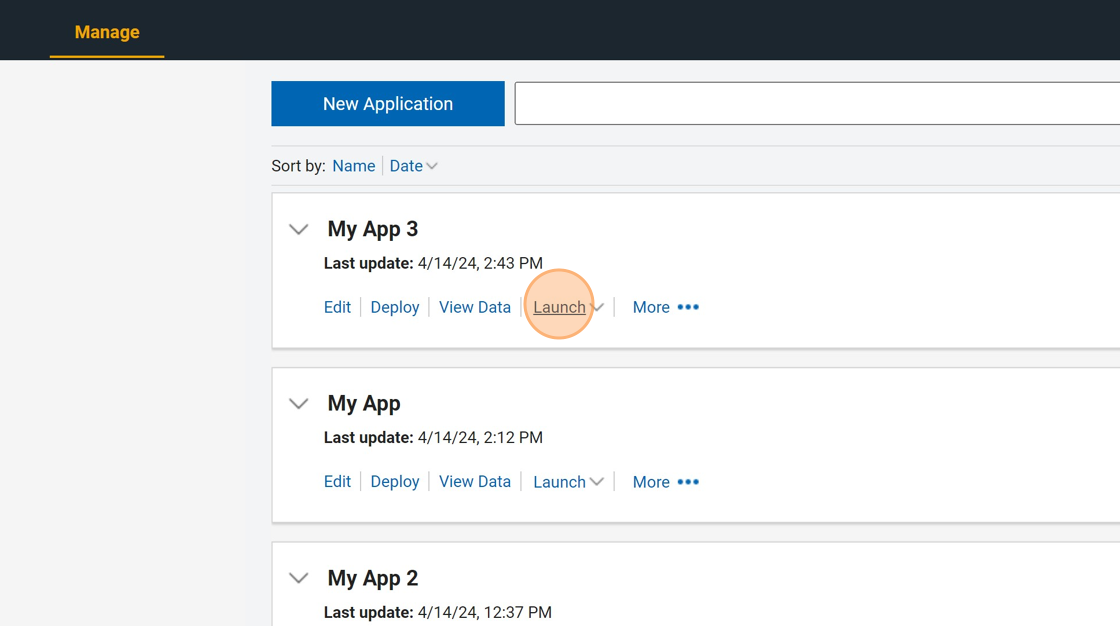 Manage
New Application
Sort by: Name Date
My App 3
Last update: 4/14/24, 2:43 PM
Edit Deploy View Data Launch More
My App
Last update: 4/14/24, 2:12 PM
Edit Deploy View Data Launch More
My App 2
Last update: 4/14/24, 12:37 PM